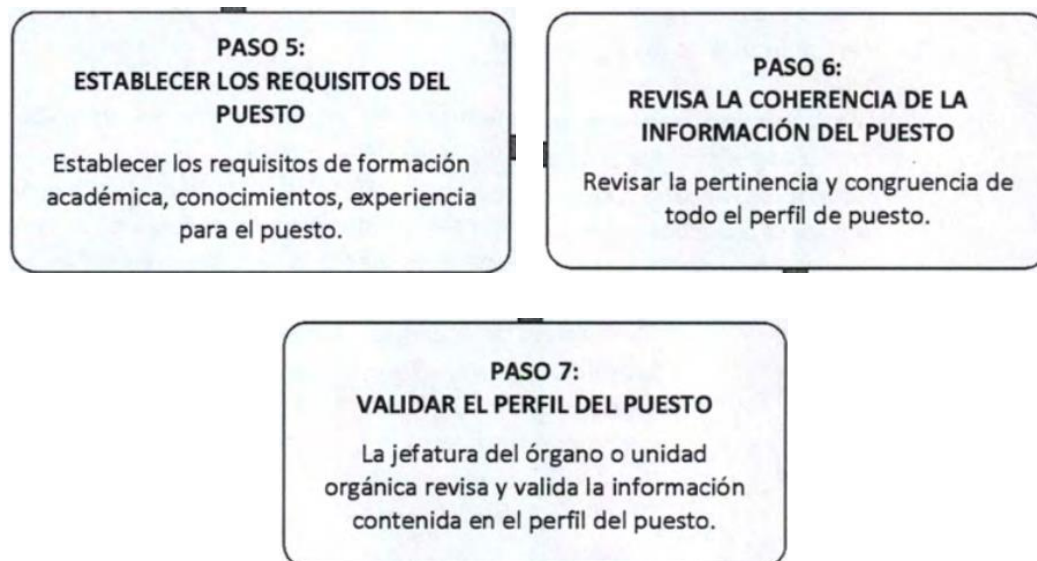 PASO 5:
ESTABLECER LOS REQUISITOS DEL
PUESTO
Establecer los requisitos de formación
académica, conocimientos, experiencia
para el puesto.
PASO 6:
REVISA LA COHERENCIA DE LA
INFORMACIÓN DEL PUESTO
Revisar la pertinencia y congruencia de
todo el perfil de puesto.
PASO 7:
VALIDAR EL PERFIL DEL PUESTO
La jefatura del órgano o unidad
orgánica revisa y valida la información
contenida en el perfil del puesto.